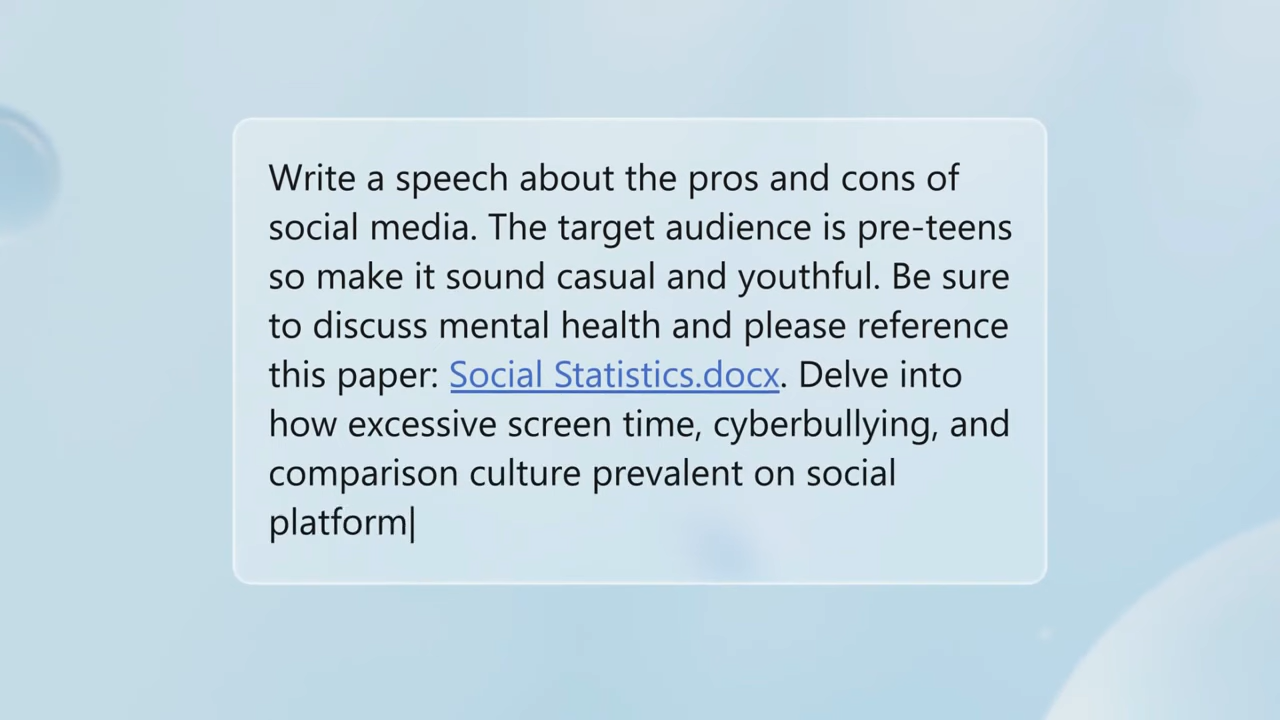 Write a speech about the pros and cons of
social media. The target audience is pre-teens
so make it sound casual and youthful. Be sure
to discuss mental health and please reference
this paper: Social Statistics.docx. Delve into
how excessive screen time, cyberbullying, and
comparison culture prevalent on social
platform